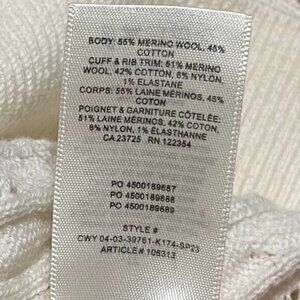 BODY: 55% MERINO WOOL, 45%
COTTON
CUFF & RIB TRIM: 51% MERINO
WOOL, 42% COTTON, 6% NYLON,
1% ELASTANE
CORPS: 55% LAINE MÉRINOS, 45%
COTON
POIGNET & GARNITURE CÔTELÉE:
51% LAINE MÉRINOS, 42% COTON,
6% NYLON, 1% ÉLASTHANNE
CA 23725 RN 122354
PO 4500189687
PO 4500189688
PO 4500189689
STYLE #
CWY 04-03-39761-K174-SP23
ARTICLE# 106313